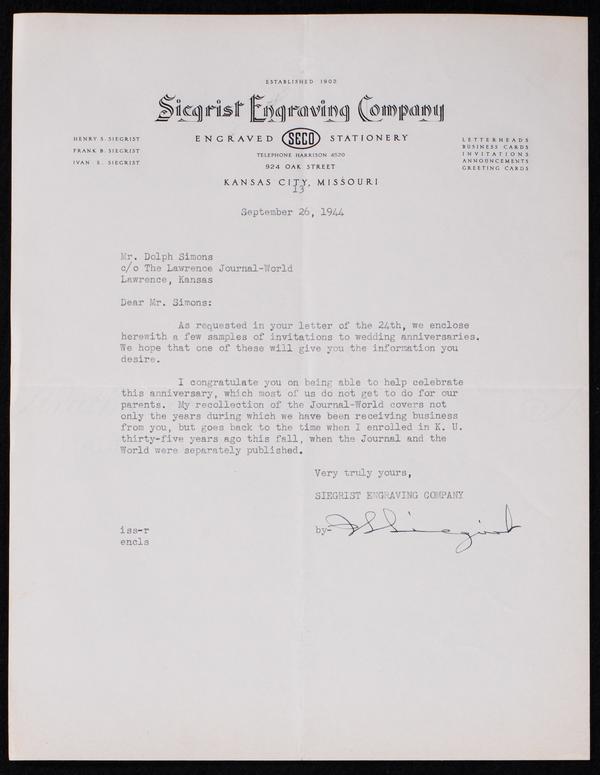 ESTABLISHED 1902
Siegrist Engraving Company
ENGRAVED SECO STATIONERY
TELEPHONE HARRISON 4520
924 OAK STREET
KANSAS CITY, MISSOURI
13
HENRY S. SIEGRIST
FRANK B. SIEGRIST
IVAN E. SIEGRIST
LETTERHEADS
BUSINESS CARDS
INVITATIONS
ANNOUNCEMENTS
GREETING CARDS
September 26, 1944
Mr. Dolph Simons
c/o The Lawrence Journal-World
Lawrence, Kansas
Dear Mr. Simons:
As requested in your letter of the 24th, we enclose
herewith a few samples of invitations to wedding anniversaries.
We hope that one of these will give you the information you
desire.
I congratulate you on being able to help celebrate
this anniversary, which most of us do not get to do for our
parents. My recollection of the Journal-World covers not
only the years during which we have been receiving business
from you, but goes back to the time when I enrolled in K. U.
thirty-five years ago this fall, when the Journal and the
World were separately published.
Very truly yours,
SIEGRIST ENGRAVING COMPANY
by- Siegrist
iss-r
encls